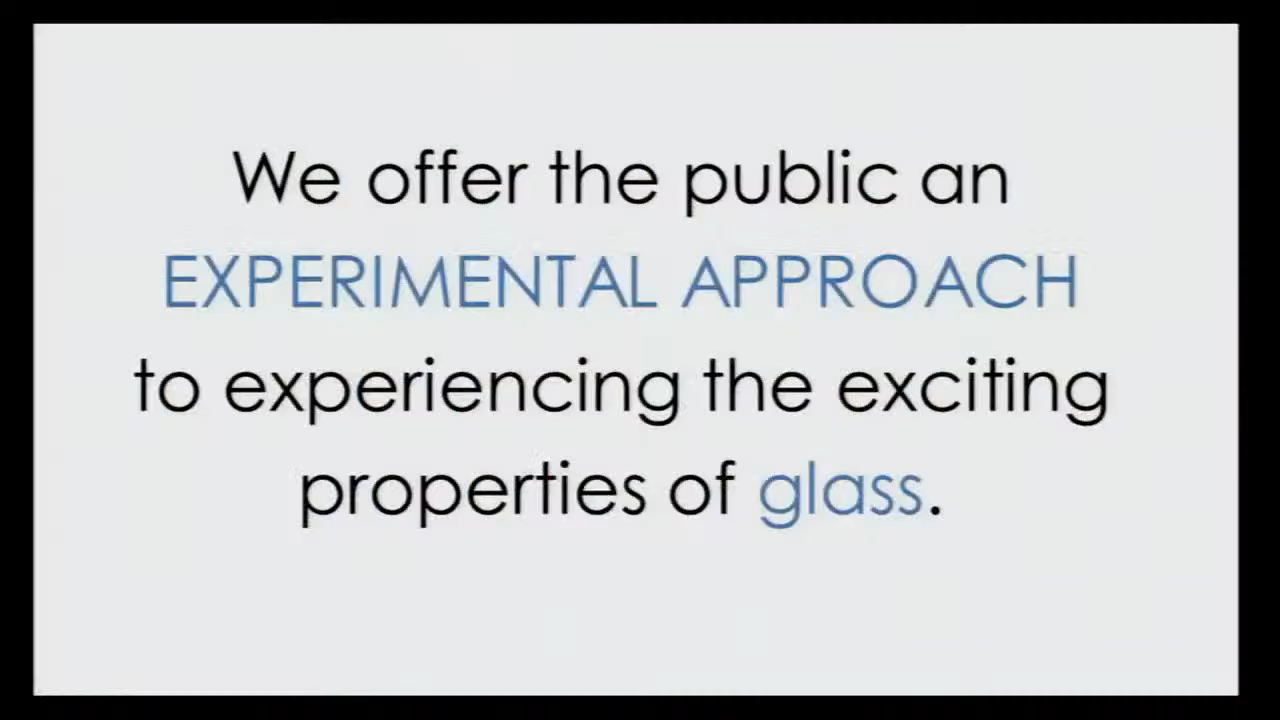 We offer the public an
EXPERIMENTAL APPROACH
to experiencing the exciting
properties of glass.